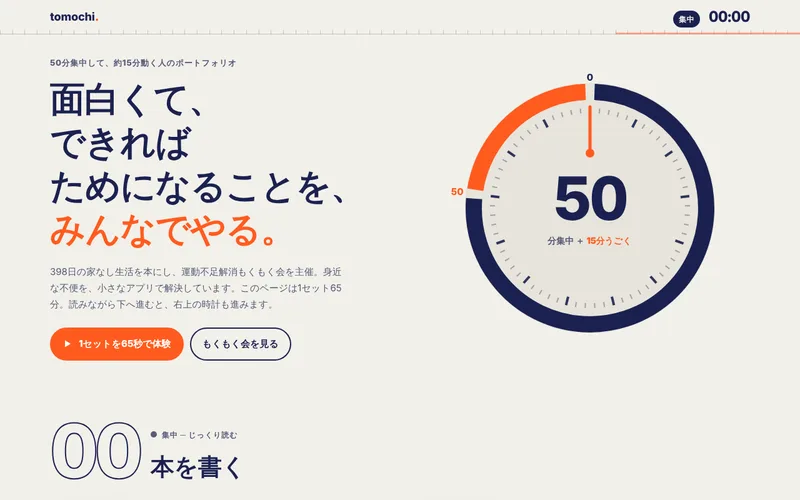 tomochi.
集中 00:00
50分集中して、約15分動く人のポートフォリオ
面白くて、
できれば
ためになることを、
みんなでやる。
398日の家なし生活を本にし、運動不足解消もくもく会を主催。身近
な不便を、小さなアプリで解決しています。このページは1セット65
分。読みながら下へ進むと、右上の時計も進みます。
▶ 1セットを65秒で体験
もくもく会を見る
0
50
50
分集中 + 15分うごく
00
集中 — じっくり読む
本を書く